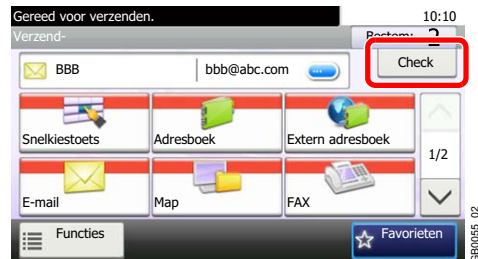 Gereed voor verzenden. 10:10
Verzend- Bestem: 2
Check
BBB bbb@abc.com
Snelkiestoets Adresboek Extern adresboek
1/2
E-mail Map FAX
Functies Favorieten
GB0055_02